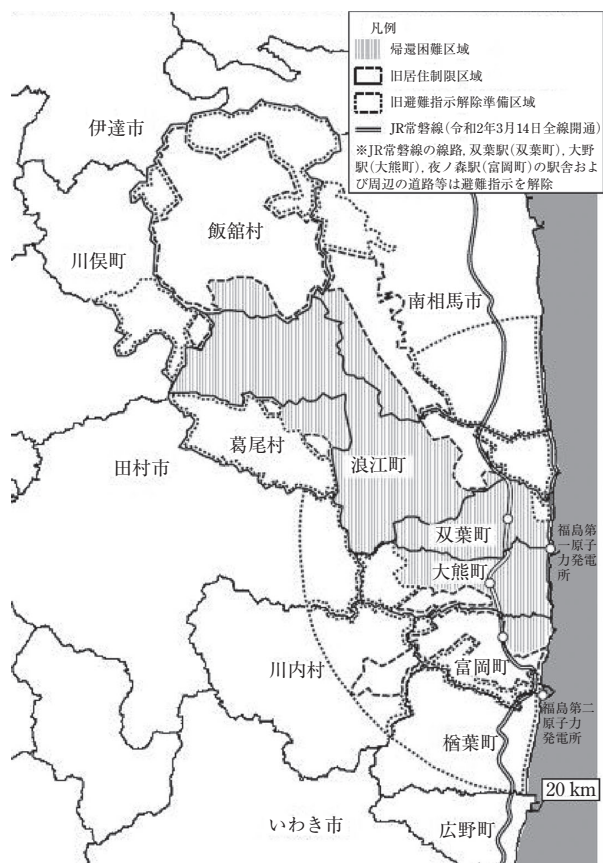 凡例
帰還困難区域
旧居住制限区域
旧避難指示解除準備区域
JR常磐線(令和2年3月14日全線開通)
※JR常磐線の線路, 双葉駅(双葉町), 大野
駅(大熊町), 夜ノ森駅(富岡町)の駅舎およ
び周辺の道路等は避難指示を解除
伊達市
飯舘村
川俣町
南相馬市
葛尾村
田村市
浪江町
双葉町
福島第
一原子
力発電
所
大熊町
川内村
富岡町
福島第二
原子力
発電所
楢葉町
20 km
いわき市
広野町